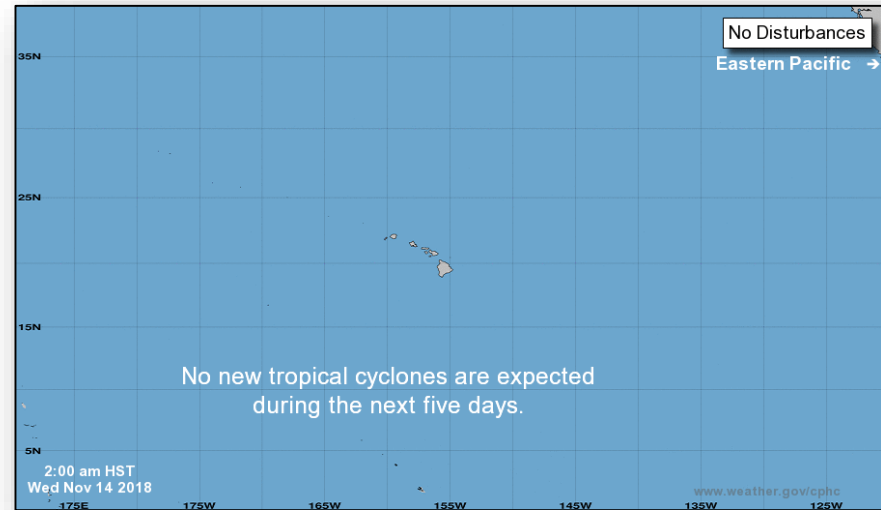 No Disturbances
Eastern Pacific →
35N
25N
15N
No new tropical cyclones are expected
during the next five days.
5N
2:00 am HST
Wed Nov 14 2018
www.weather.gov/cphc
175E
175W
165W
155W
145W
135W
125W